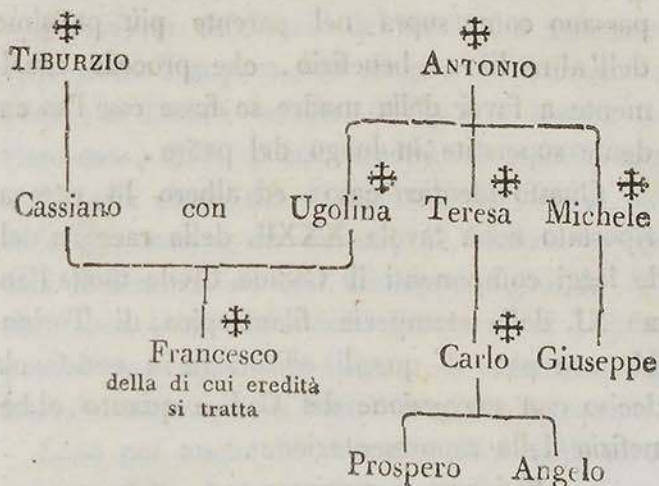 TIBURZIO ANTONIO
Cassiano con Ugolina Teresa Michele
Francesco Carlo Giuseppe
della di cui eredità
si tratta
Prospero Angelo